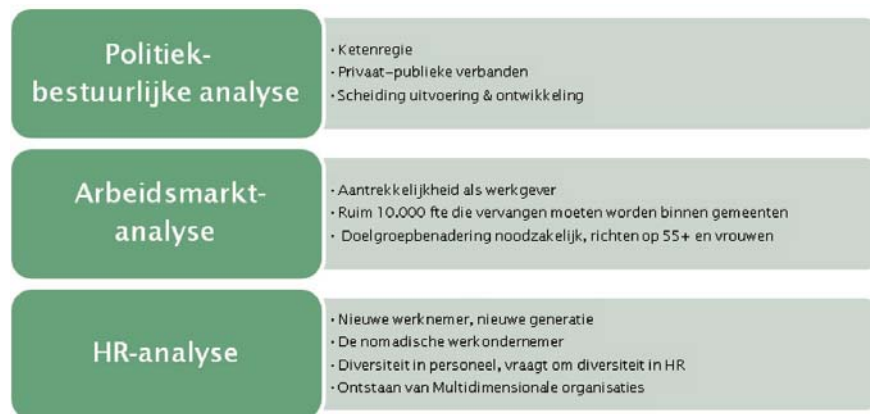 Politiek-
bestuurlijke analyse
· Ketenregie
· Privaat-publieke verbanden
· Scheiding uitvoering & ontwikkeling
Arbeidsmarkt-
analyse
· Aantrekkelijkheid als werkgever
· Ruim 10.000 fte die vervangen moeten worden binnen gemeenten
· Doelgroepbenadering noodzakelijk, richten op 55+ en vrouwen
HR-analyse
· Nieuwe werknemer, nieuwe generatie
· De nomadische werkondernemer
· Diversiteit in personeel, vraagt om diversiteit in HR
· Ontstaan van Multidimensionale organisaties